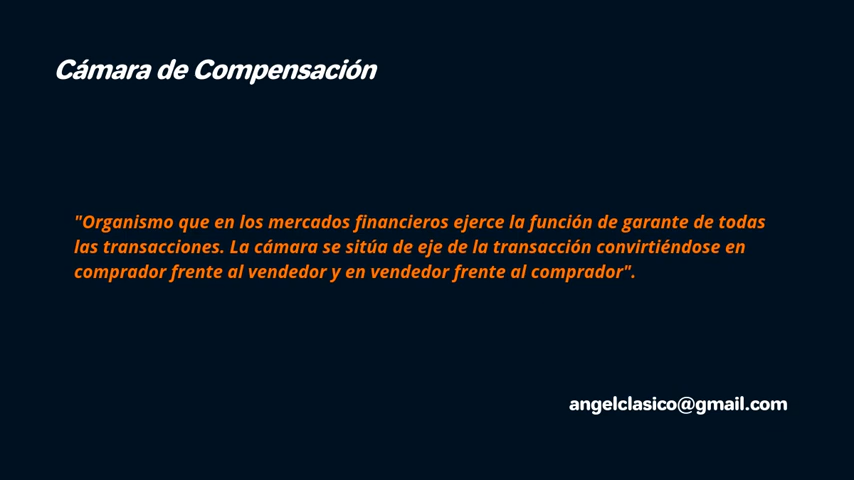 Cámara de Compensación
"Organismo que en los mercados financieros ejerce la función de garante de todas
las transacciones. La cámara se sitúa de eje de la transacción convirtiéndose en
comprador frente al vendedor y en vendedor frente al comprador".
angelclasico@gmail.com